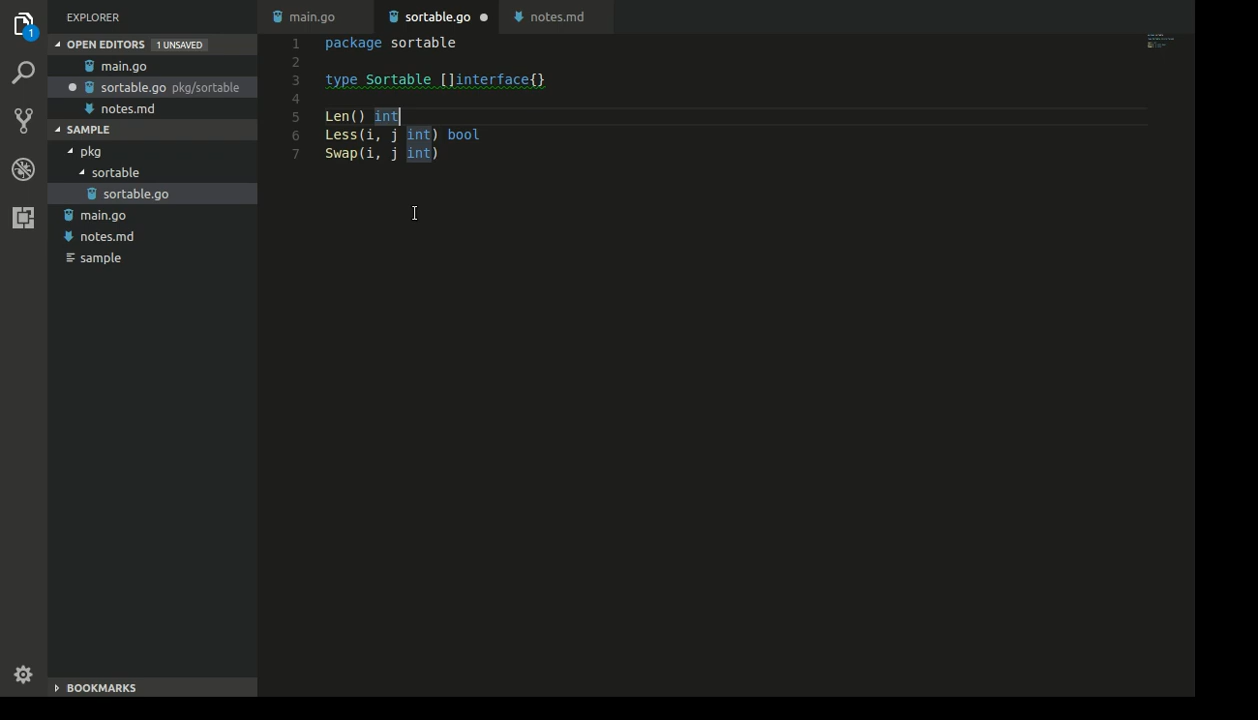 EXPLORER
OPEN EDITORS 1 UNSAVED
main.go
sortable.go pkg/sortable
notes.md
SAMPLE
pkg
sortable
sortable.go
main.go
notes.md
sample
BOOKMARKS
1
main.go sortable.go notes.md
1 package sortable
2
3 type Sortable []interface{}
4
5 Len() int
6 Less(i, j int) bool
7 Swap(i, j int)